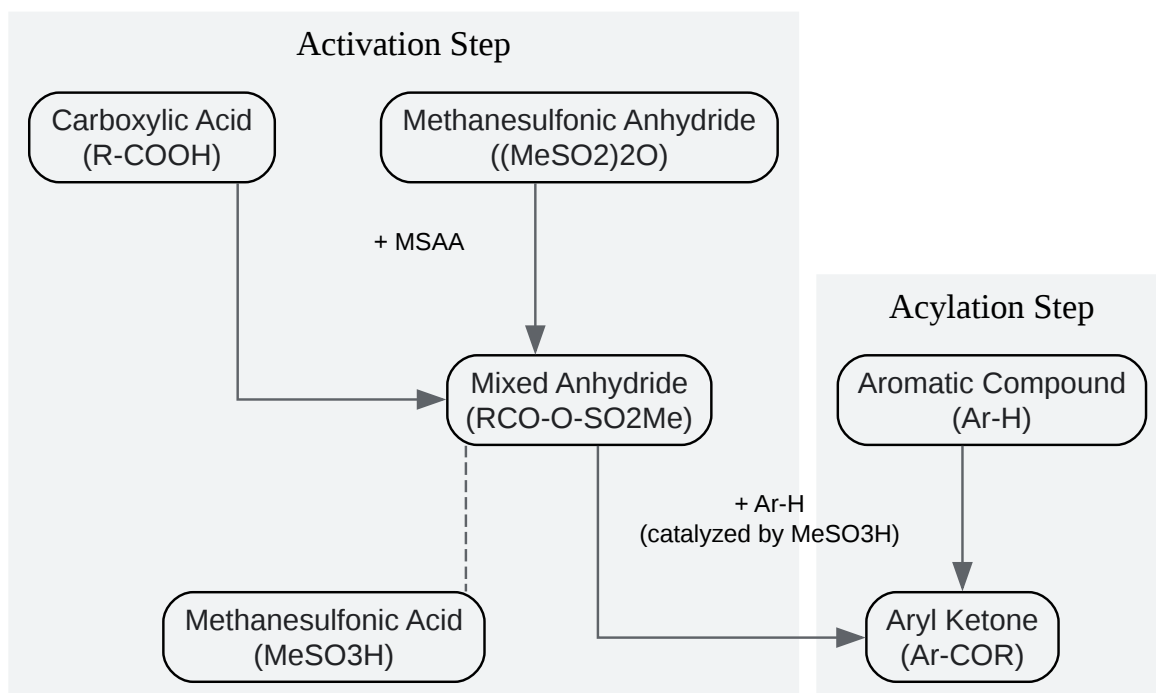 Activation Step
Carboxylic Acid
(R-COOH)
Methanesulfonic Anhydride
((MeSO2)2O)
+ MSAA
Acylation Step
Mixed Anhydride
(RCO-O-SO2Me)
Aromatic Compound
(Ar-H)
+ Ar-H
(catalyzed by MeSO3H)
Methanesulfonic Acid
(MeSO3H)
Aryl Ketone
(Ar-COR)